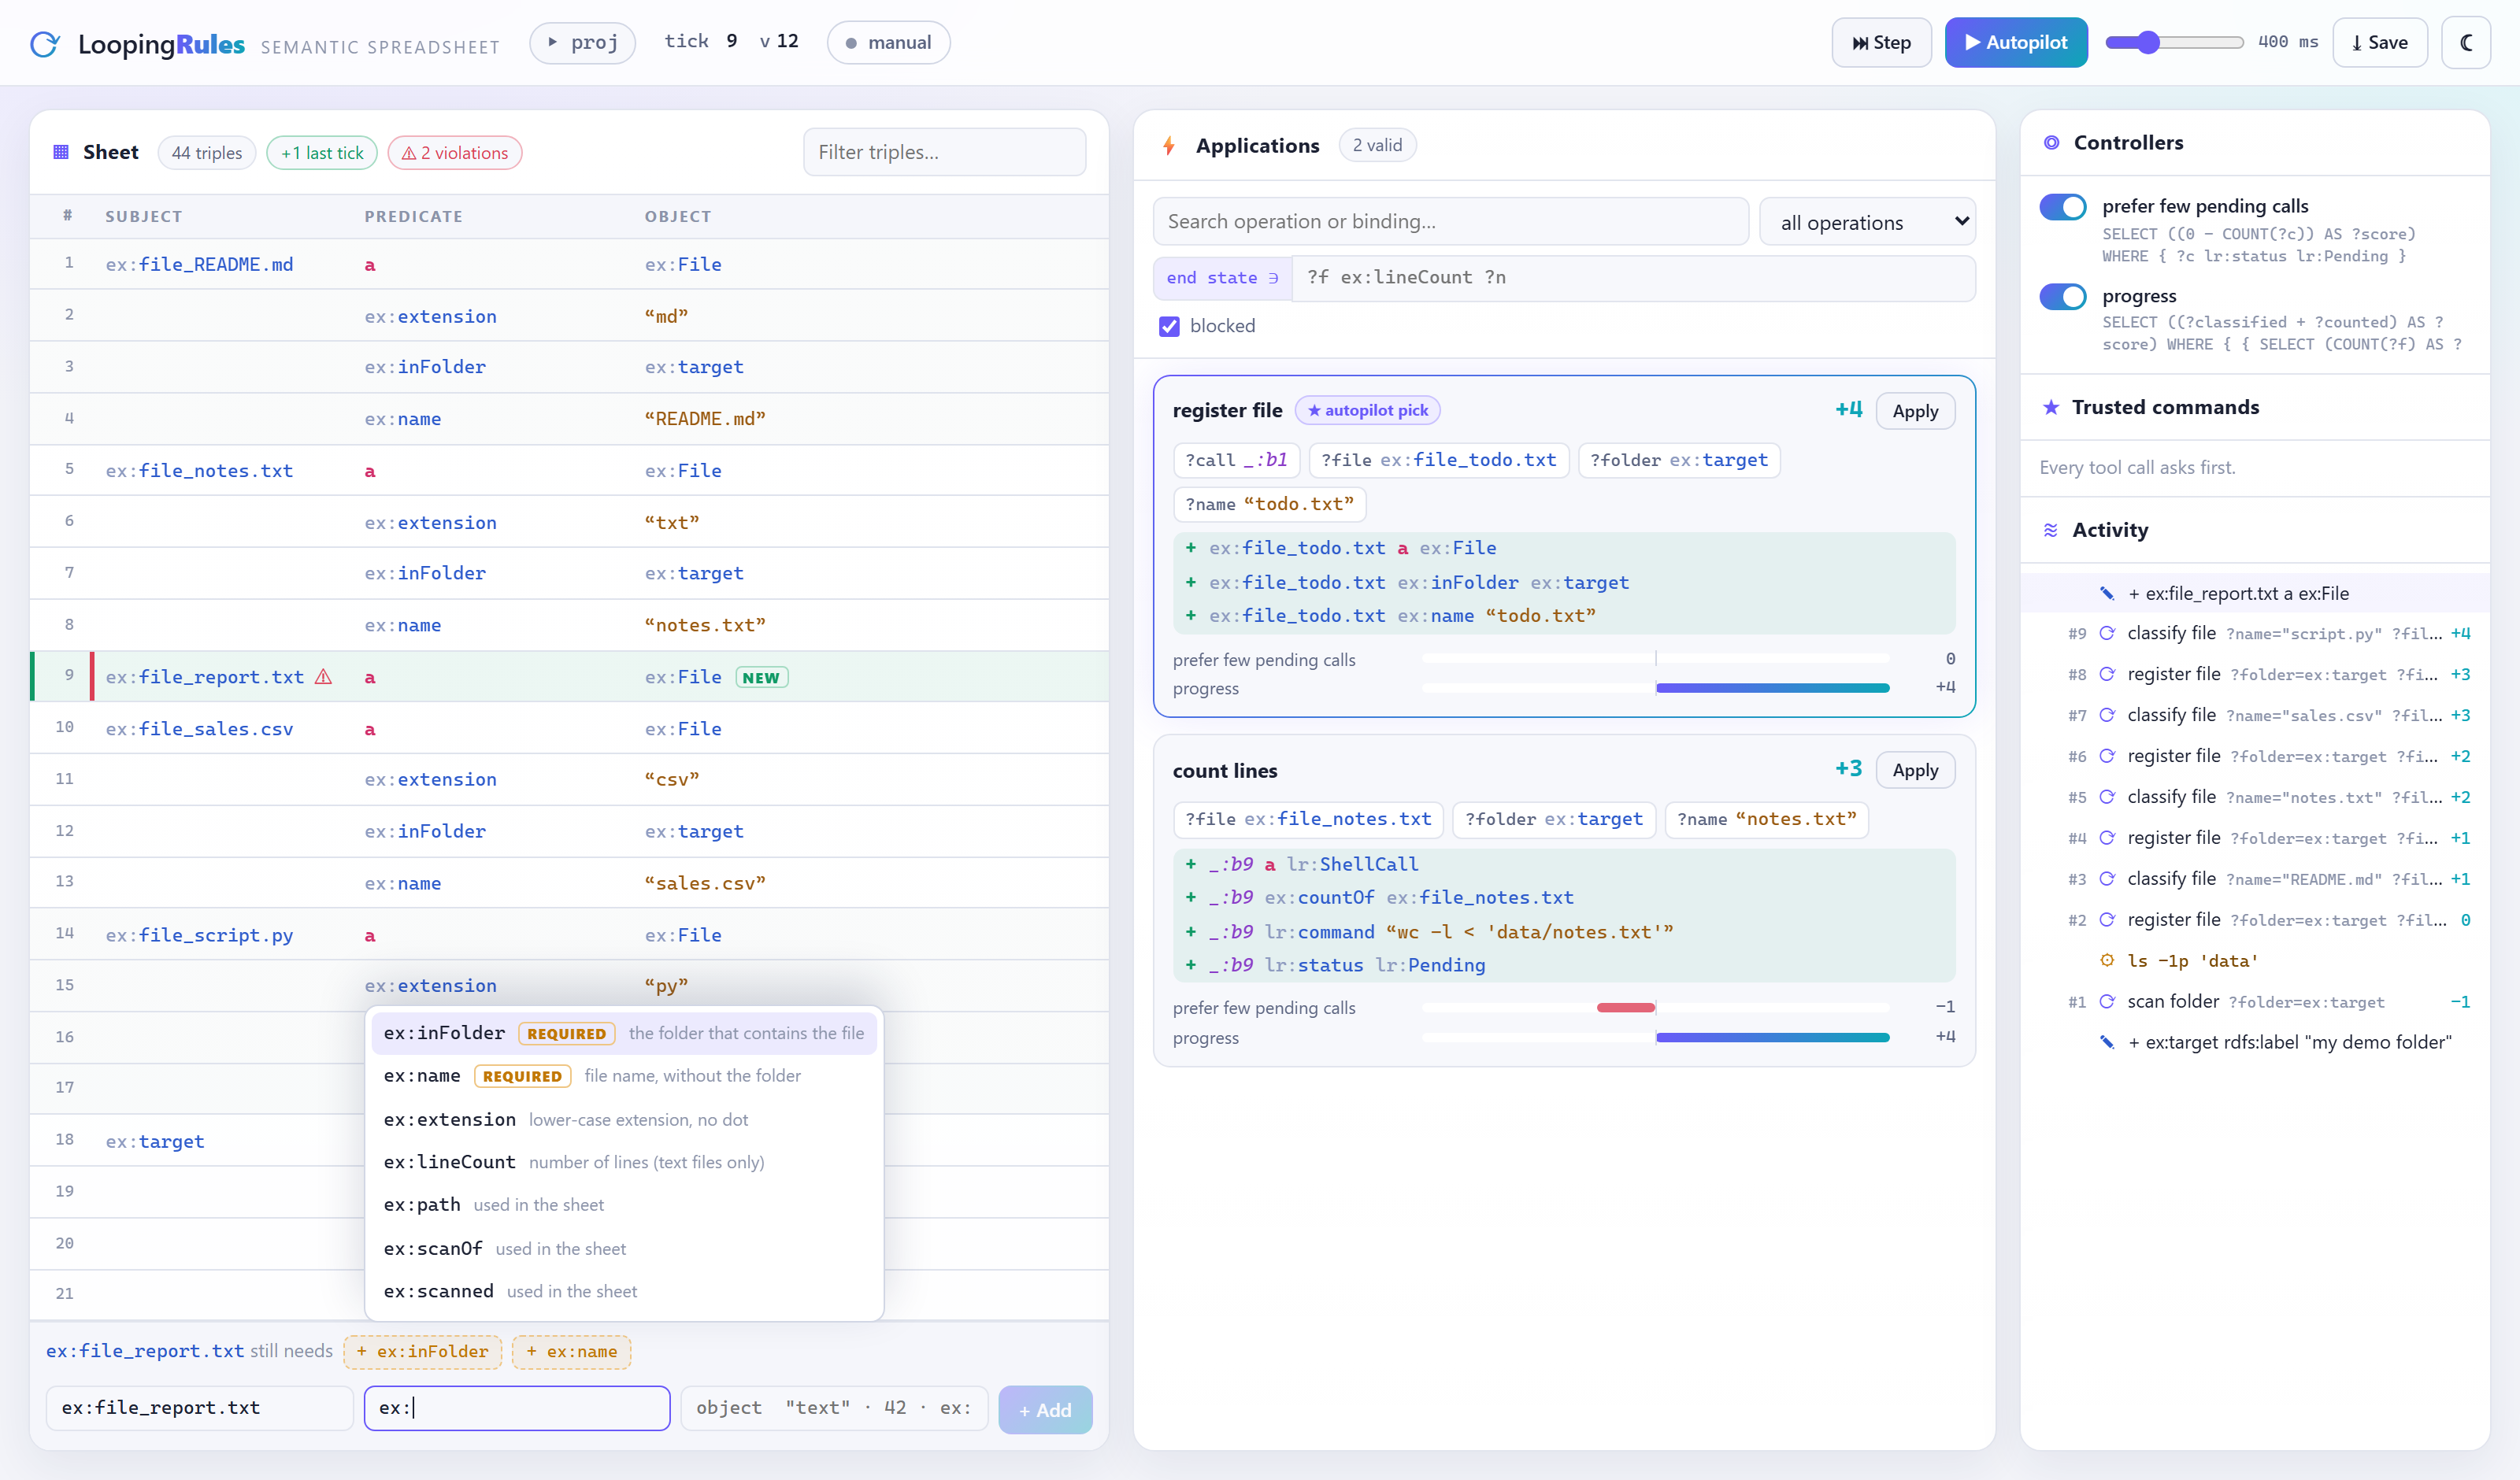 LoopingRules SEMANTIC SPREADSHEET ▸ proj tick 9 v 12 ● manual ⏭ Step ▶ Autopilot 400 ms ⤓ Save ☾
▦ Sheet 44 triples +1 last tick ⚠ 2 violations Filter triples...
# SUBJECT PREDICATE OBJECT
1 ex:file_README.md a ex:File
2 ex:extension “md”
3 ex:inFolder ex:target
4 ex:name “README.md”
5 ex:file_notes.txt a ex:File
6 ex:extension “txt”
7 ex:inFolder ex:target
8 ex:name “notes.txt”
9 ex:file_report.txt ⚠ a ex:File NEW
10 ex:file_sales.csv a ex:File
11 ex:extension “csv”
12 ex:inFolder ex:target
13 ex:name “sales.csv”
14 ex:file_script.py a ex:File
15 ex:extension “py”
16
17
18 ex:target
19
20
21
ex:inFolder REQUIRED the folder that contains the file
ex:name REQUIRED file name, without the folder
ex:extension lower-case extension, no dot
ex:lineCount number of lines (text files only)
ex:path used in the sheet
ex:scanOf used in the sheet
ex:scanned used in the sheet
ex:file_report.txt still needs + ex:inFolder + ex:name
ex:file_report.txt ex: object "text" · 42 · ex: + Add
Applications 2 valid
Search operation or binding... all operations
end state ∋ ?f ex:lineCount ?n
blocked
register file ★ autopilot pick +4 Apply
?call _:b1 ?file ex:file_todo.txt ?folder ex:target
?name “todo.txt”
+ ex:file_todo.txt a ex:File
+ ex:file_todo.txt ex:inFolder ex:target
+ ex:file_todo.txt ex:name “todo.txt”
prefer few pending calls 0
progress +4
count lines +3 Apply
?file ex:file_notes.txt ?folder ex:target ?name “notes.txt”
+ _:b9 a lr:ShellCall
+ _:b9 ex:countOf ex:file_notes.txt
+ _:b9 lr:command “wc -l < 'data/notes.txt'”
+ _:b9 lr:status lr:Pending
prefer few pending calls −1
progress +4
Controllers
prefer few pending calls
SELECT ((0 - COUNT(?c)) AS ?score)
WHERE { ?c lr:status lr:Pending }
progress
SELECT ((?classified + ?counted) AS ?
score) WHERE { { SELECT (COUNT(?f) AS ?
★ Trusted commands
Every tool call asks first.
≋ Activity
+ ex:file_report.txt a ex:File
#9 classify file ?name="script.py" ?fil... +4
#8 register file ?folder=ex:target ?fi... +3
#7 classify file ?name="sales.csv" ?fil... +3
#6 register file ?folder=ex:target ?fi... +2
#5 classify file ?name="notes.txt" ?fil... +2
#4 register file ?folder=ex:target ?fi... +1
#3 classify file ?name="README.md" ?fil... +1
#2 register file ?folder=ex:target ?fil... 0
ls -1p 'data'
#1 scan folder ?folder=ex:target −1
+ ex:target rdfs:label "my demo folder"